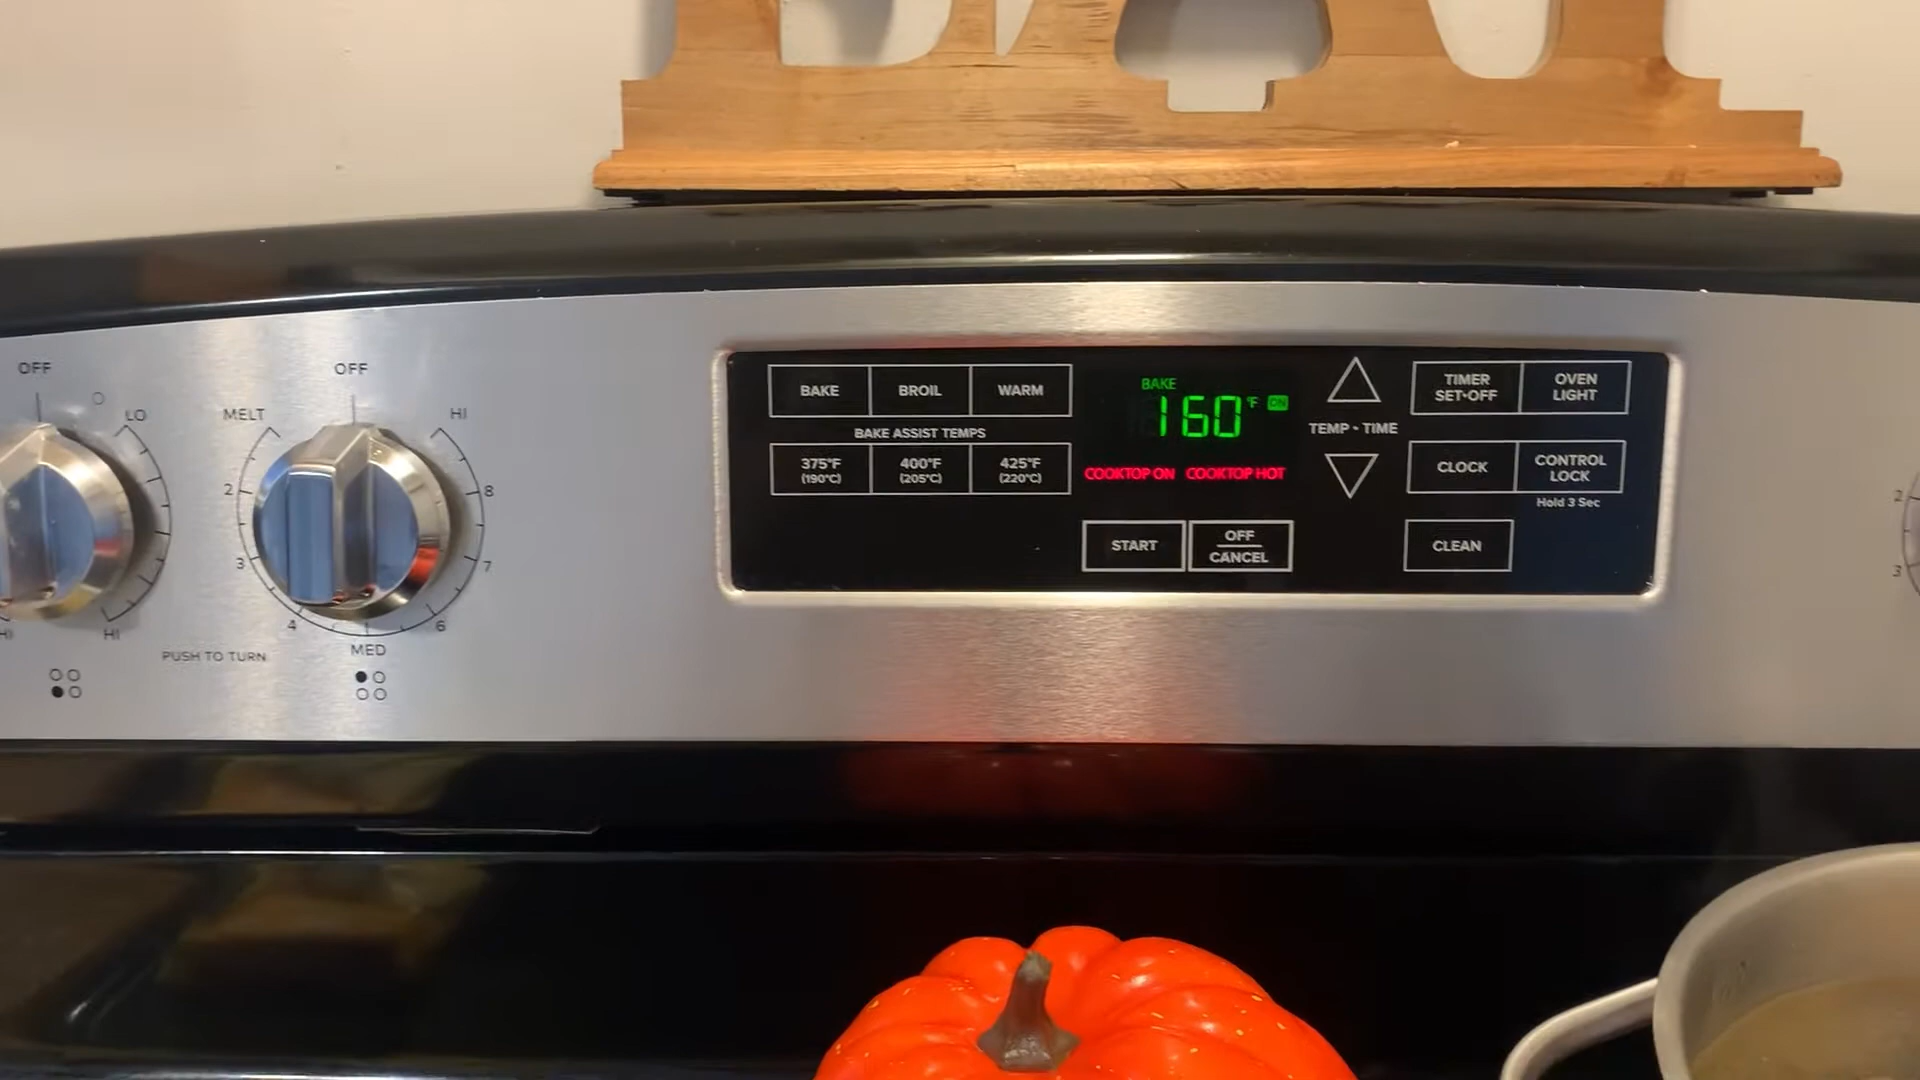 OFF
LO
HI
HI
OFF
MELT
HI
2
8
3
7
4
6
MED
PUSH TO TURN
BAKE
BROIL
WARM
BAKE ASSIST TEMPS
375°F
(190°C)
400°F
(205°C)
425°F
(220°C)
BAKE
160°F ON
COOKTOP ON COOKTOP HOT
START
OFF
CANCEL
TEMP • TIME
TIMER
SET•OFF
OVEN
LIGHT
CLOCK
CONTROL
LOCK
Hold 3 Sec
CLEAN
2
3